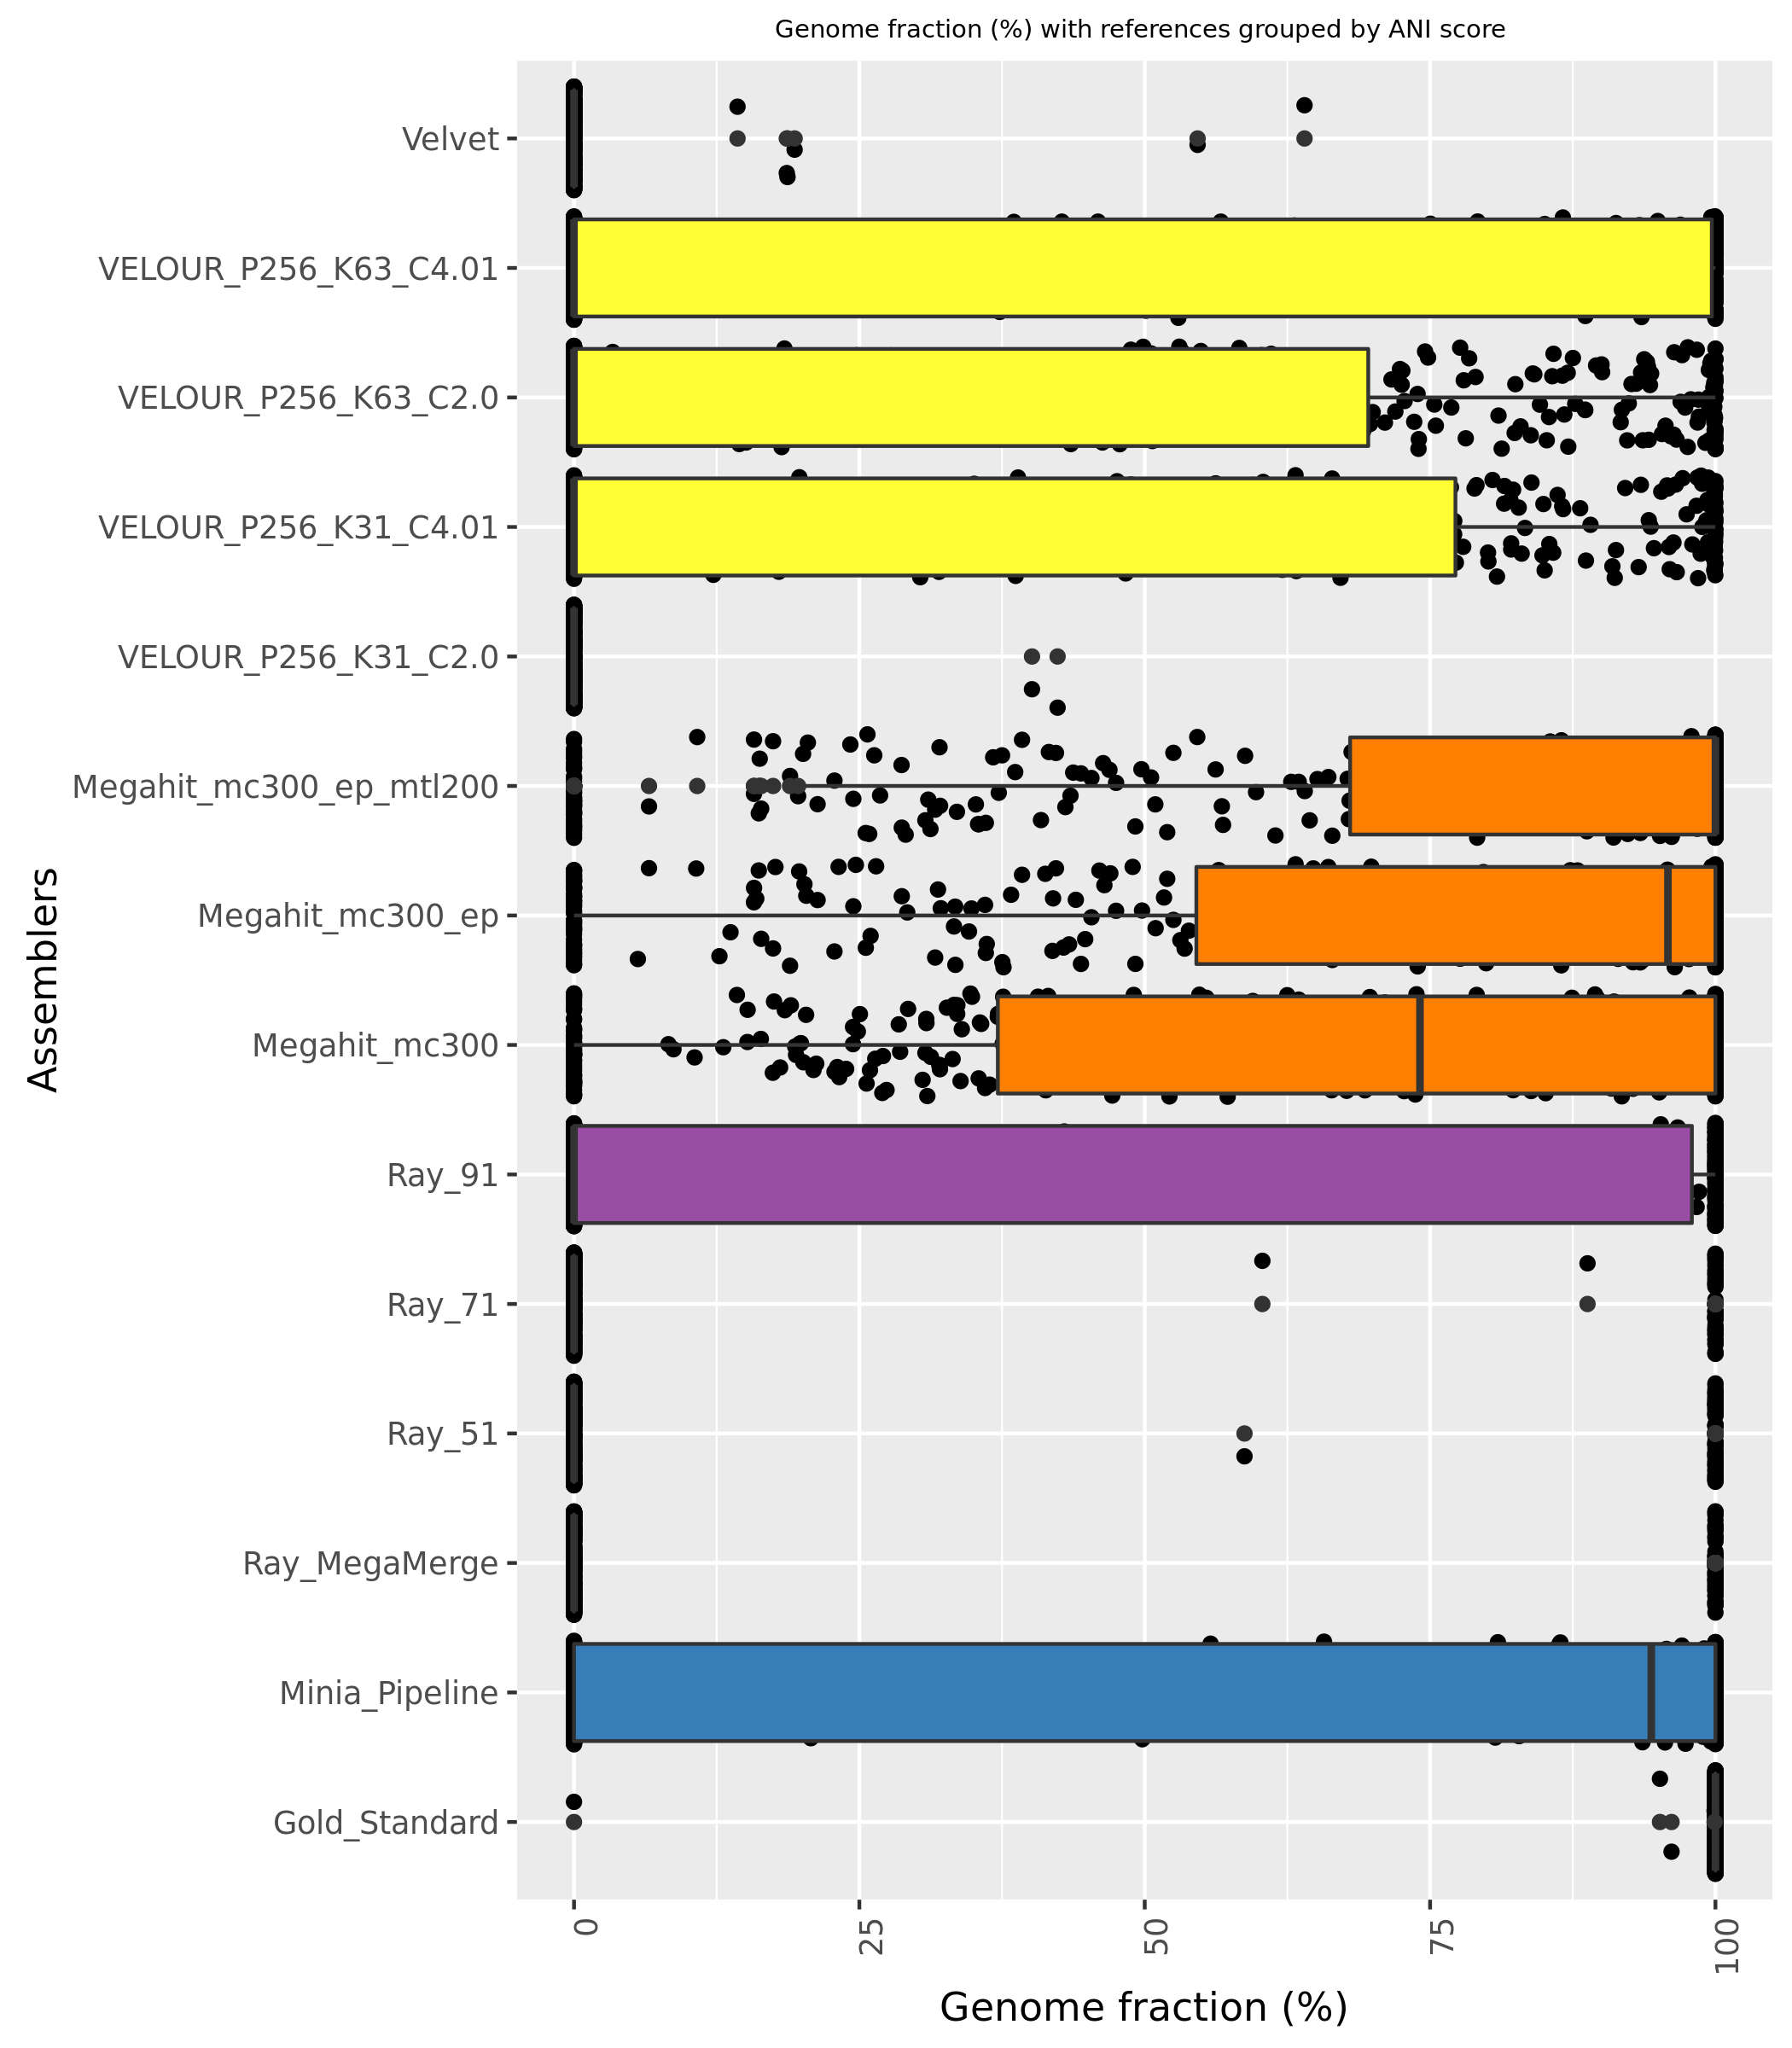 Genome fraction (%) with references grouped by ANI score
Velvet
VELOUR_P256_K63_C4.01
VELOUR_P256_K63_C2.0
VELOUR_P256_K31_C4.01
VELOUR_P256_K31_C2.0
Megahit_mc300_ep_mtl200
Megahit_mc300_ep
Megahit_mc300
Ray_91
Ray_71
Ray_51
Ray_MegaMerge
Minia_Pipeline
Gold_Standard
Assemblers
0
25
50
75
100
Genome fraction (%)